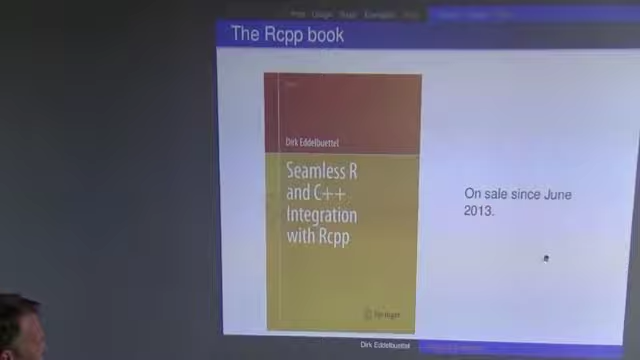 The Rcpp book
Dirk Eddelbuettel
Seamless R
and C++
Integration
with Rcpp
On sale since June
2013.
Springer
Dirk Eddelbuettel